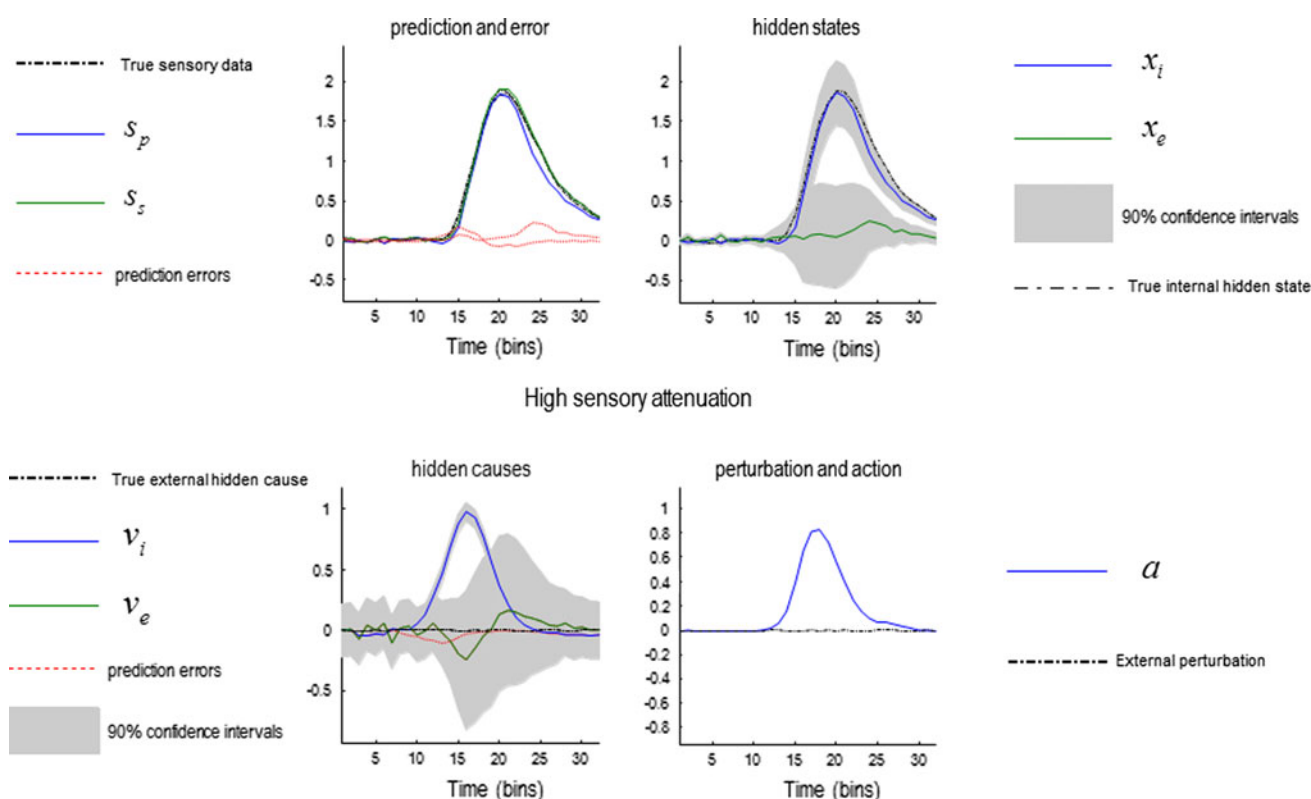 prediction and error
hidden states
True sensory data
s_p
s_s
prediction errors
2
1.5
1
0.5
0
-0.5
5 10 15 20 25 30
Time (bins)
2
1.5
1
0.5
0
-0.5
5 10 15 20 25 30
Time (bins)
x_i
x_e
90% confidence intervals
True internal hidden state
High sensory attenuation
hidden causes
perturbation and action
True external hidden cause
v_i
v_e
prediction errors
90% confidence intervals
1
0.5
0
-0.5
5 10 15 20 25 30
Time (bins)
1
0.8
0.6
0.4
0.2
0
-0.2
-0.4
-0.6
-0.8
5 10 15 20 25 30
Time (bins)
a
External perturbation